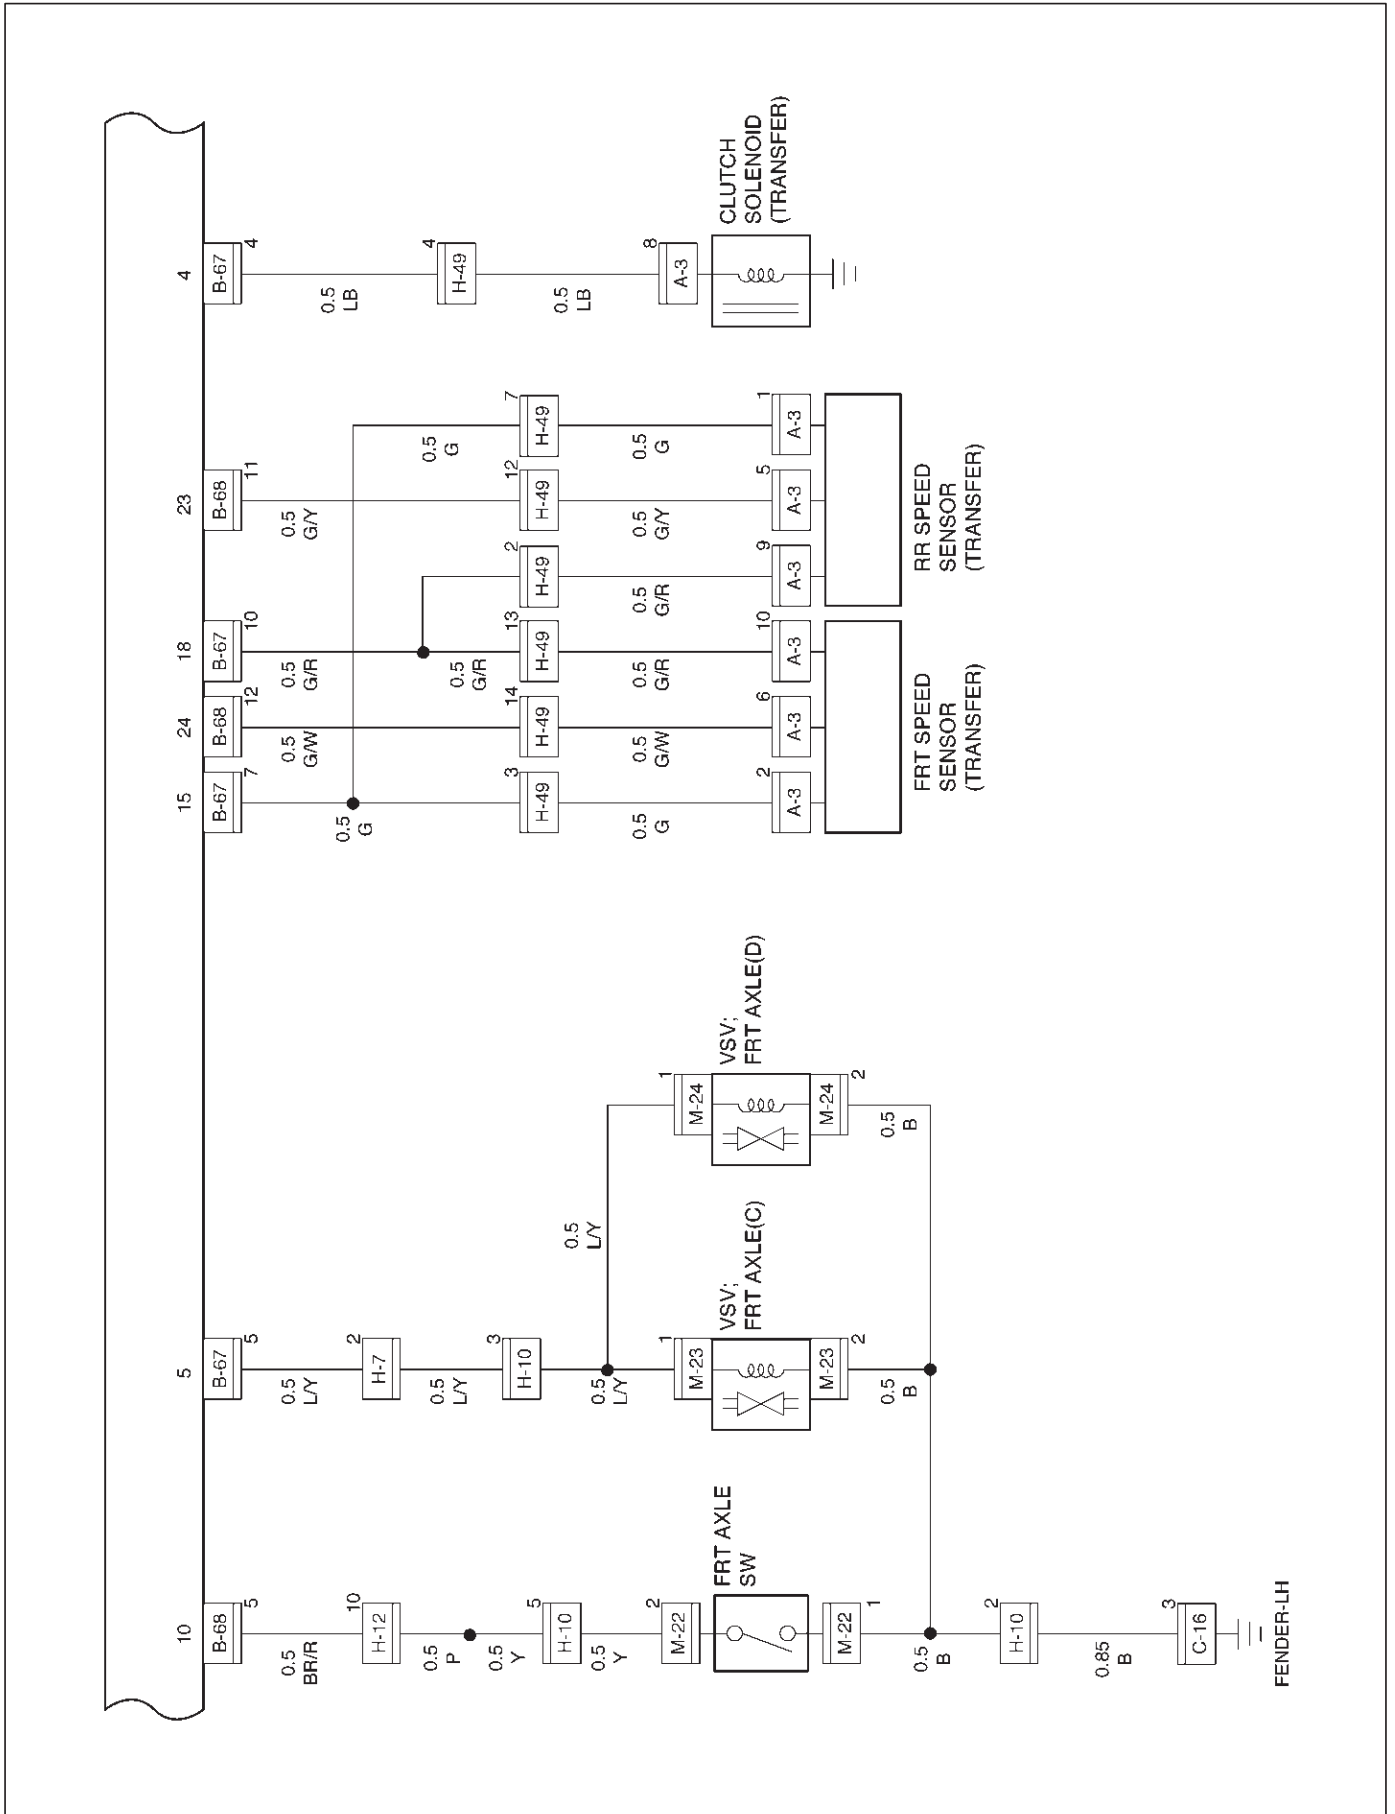 10
B-68
5
0.5
BR/R
H-12
10
0.5
P
0.5
Y
H-10
5
0.5
Y
M-22
2
FRT AXLE
SW
M-22
1
0.5
B
H-10
2
0.85
B
C-16
3
FENDER-LH
5
B-67
5
0.5
L/Y
H-7
2
0.5
L/Y
H-10
3
0.5
L/Y
0.5
L/Y
M-23
1
VSV;
FRT AXLE(C)
M-23
2
0.5
B
M-24
1
VSV;
FRT AXLE(D)
M-24
2
0.5
B
15
B-67
7
0.5
G
H-49
3
0.5
G
A-3
2
24
B-68
12
0.5
G/W
H-49
14
0.5
G/W
A-3
6
18
B-67
10
0.5
G/R
0.5
G/R
H-49
13
0.5
G/R
A-3
10
FRT SPEED
SENSOR
(TRANSFER)
H-49
2
0.5
G/R
A-3
9
23
B-68
11
0.5
G/Y
H-49
12
0.5
G/Y
A-3
5
0.5
G
H-49
7
0.5
G
A-3
1
RR SPEED
SENSOR
(TRANSFER)
4
B-67
4
0.5
LB
H-49
4
0.5
LB
A-3
8
CLUTCH
SOLENOID
(TRANSFER)